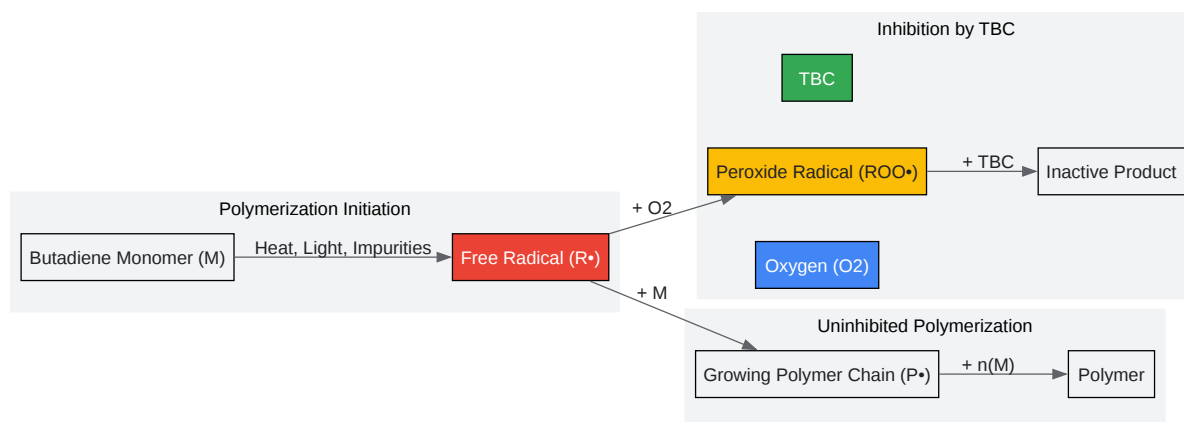 Inhibition by TBC
TBC
Peroxide Radical (ROO•)
+ TBC
Inactive Product
Polymerization Initiation
+ O2
Butadiene Monomer (M)
Heat, Light, Impurities
Free Radical (R•)
Oxygen (O2)
+ M
Uninhibited Polymerization
Growing Polymer Chain (P•)
+ n(M)
Polymer